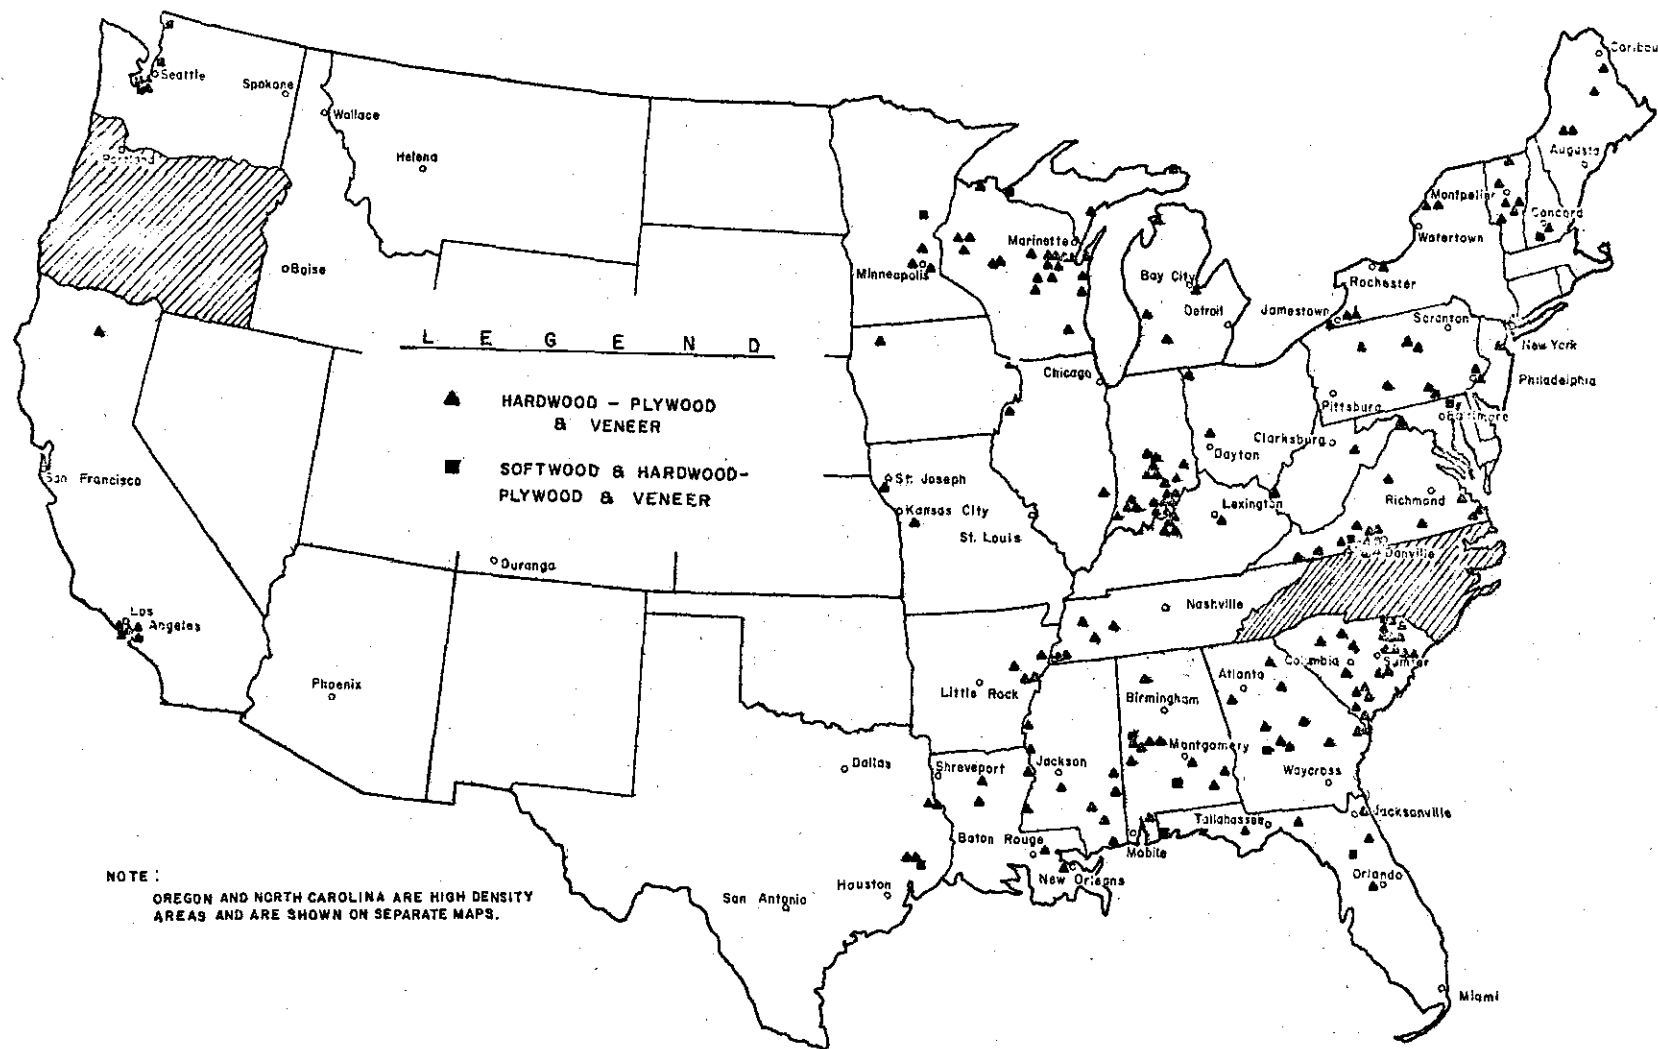 Caribou
Seattle
Spokane
Wallace
Portland
Helena
Augusta
Montpelier
Concord
Watertown
Marinette
Minneapolis
Boise
Bay City
Rochester
Detroit
Jamestown
Scranton
New York
LEGEND
Chicago
Philadelphia
HARDWOOD - PLYWOOD
& VENEER
Pittsburg
Baltimore
Clarksburg
Dayton
SOFTWOOD & HARDWOOD-
PLYWOOD & VENEER
San Francisco
St. Joseph
Richmond
Lexington
Kansas City
St. Louis
Danville
Duranga
Nashville
Los
Angeles
Columbia
Sumter
Atlanta
Phoenix
Little Rock
Birmingham
Montgomery
Dallas
Shreveport
Jackson
Waycross
Jacksonville
Tallahassee
Baton Rouge
Mobile
NOTE:
OREGON AND NORTH CAROLINA ARE HIGH DENSITY
AREAS AND ARE SHOWN ON SEPARATE MAPS.
Orlando
New Orleans
Houston
San Antonio
Miami